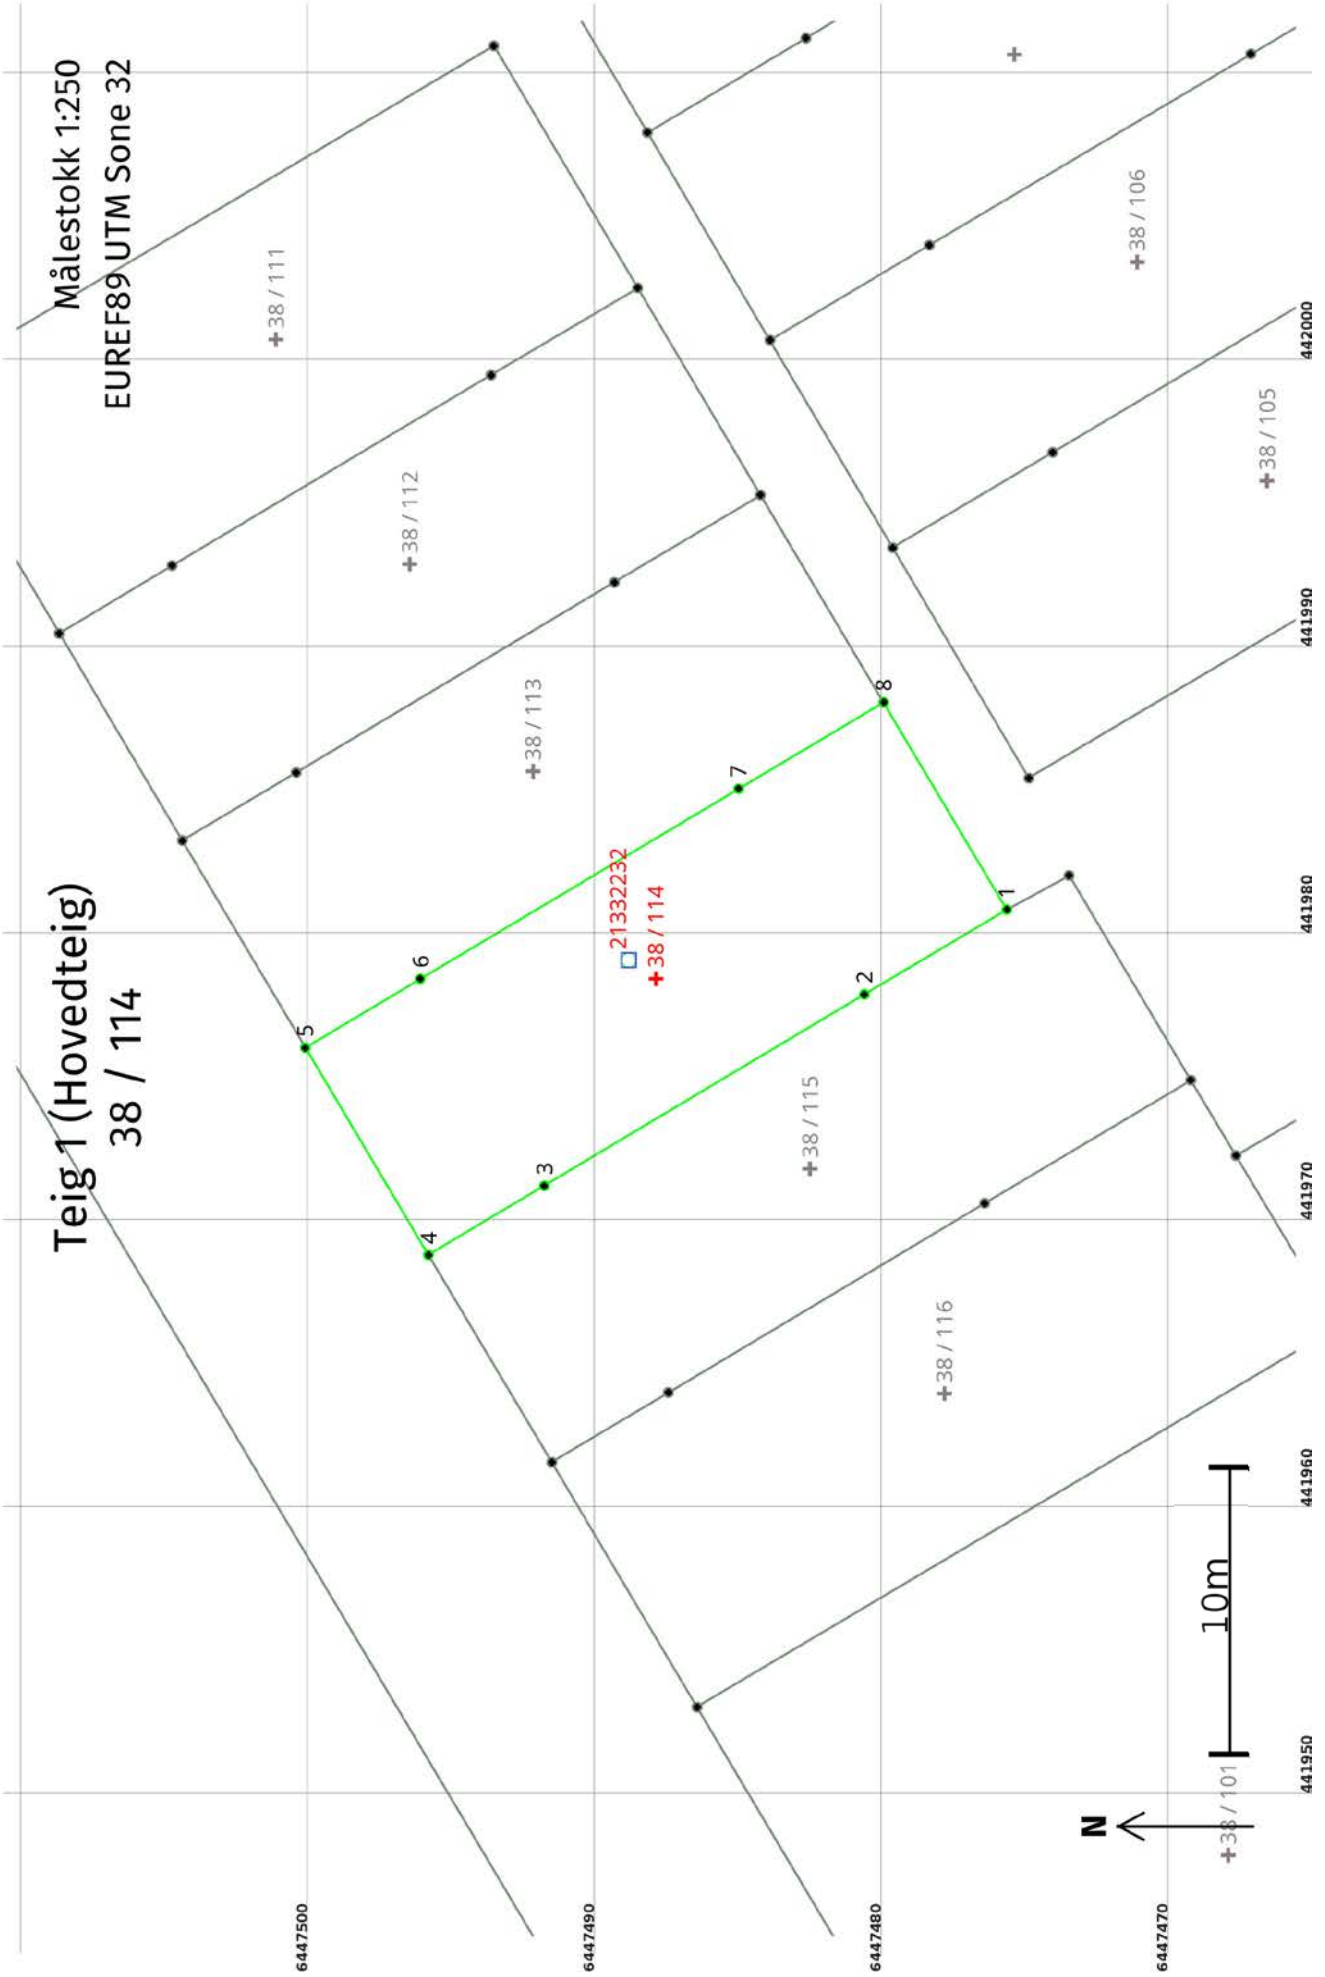 Teig 1 (Hovedteig)
38 / 114
Målestokk 1:250
EUREF89 UTM Sone 32
38 / 111
38 / 112
38 / 113
21332232
38 / 114
38 / 115
38 / 116
38 / 106
38 / 105
38 / 101
5
6
4
3
7
2
8
1
N
10m
6447500
6447490
6447480
6447470
441950
441960
441970
441980
441990
442000